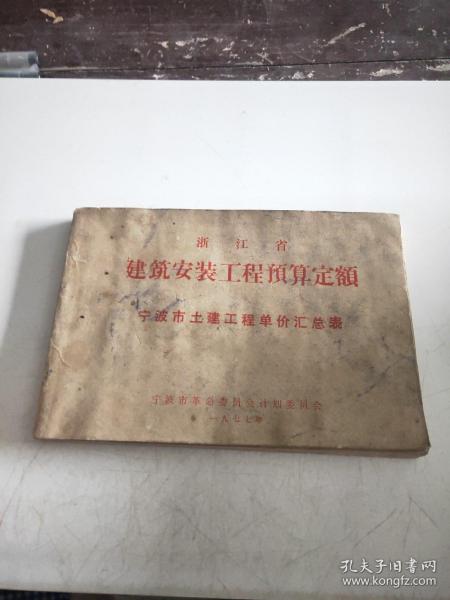 浙江省
建筑安装工程預算定額
宁波市土建工程单价汇总表
宁波市革命委员会计划委员会
一九七七年
孔夫子旧书网
www.kongfz.com